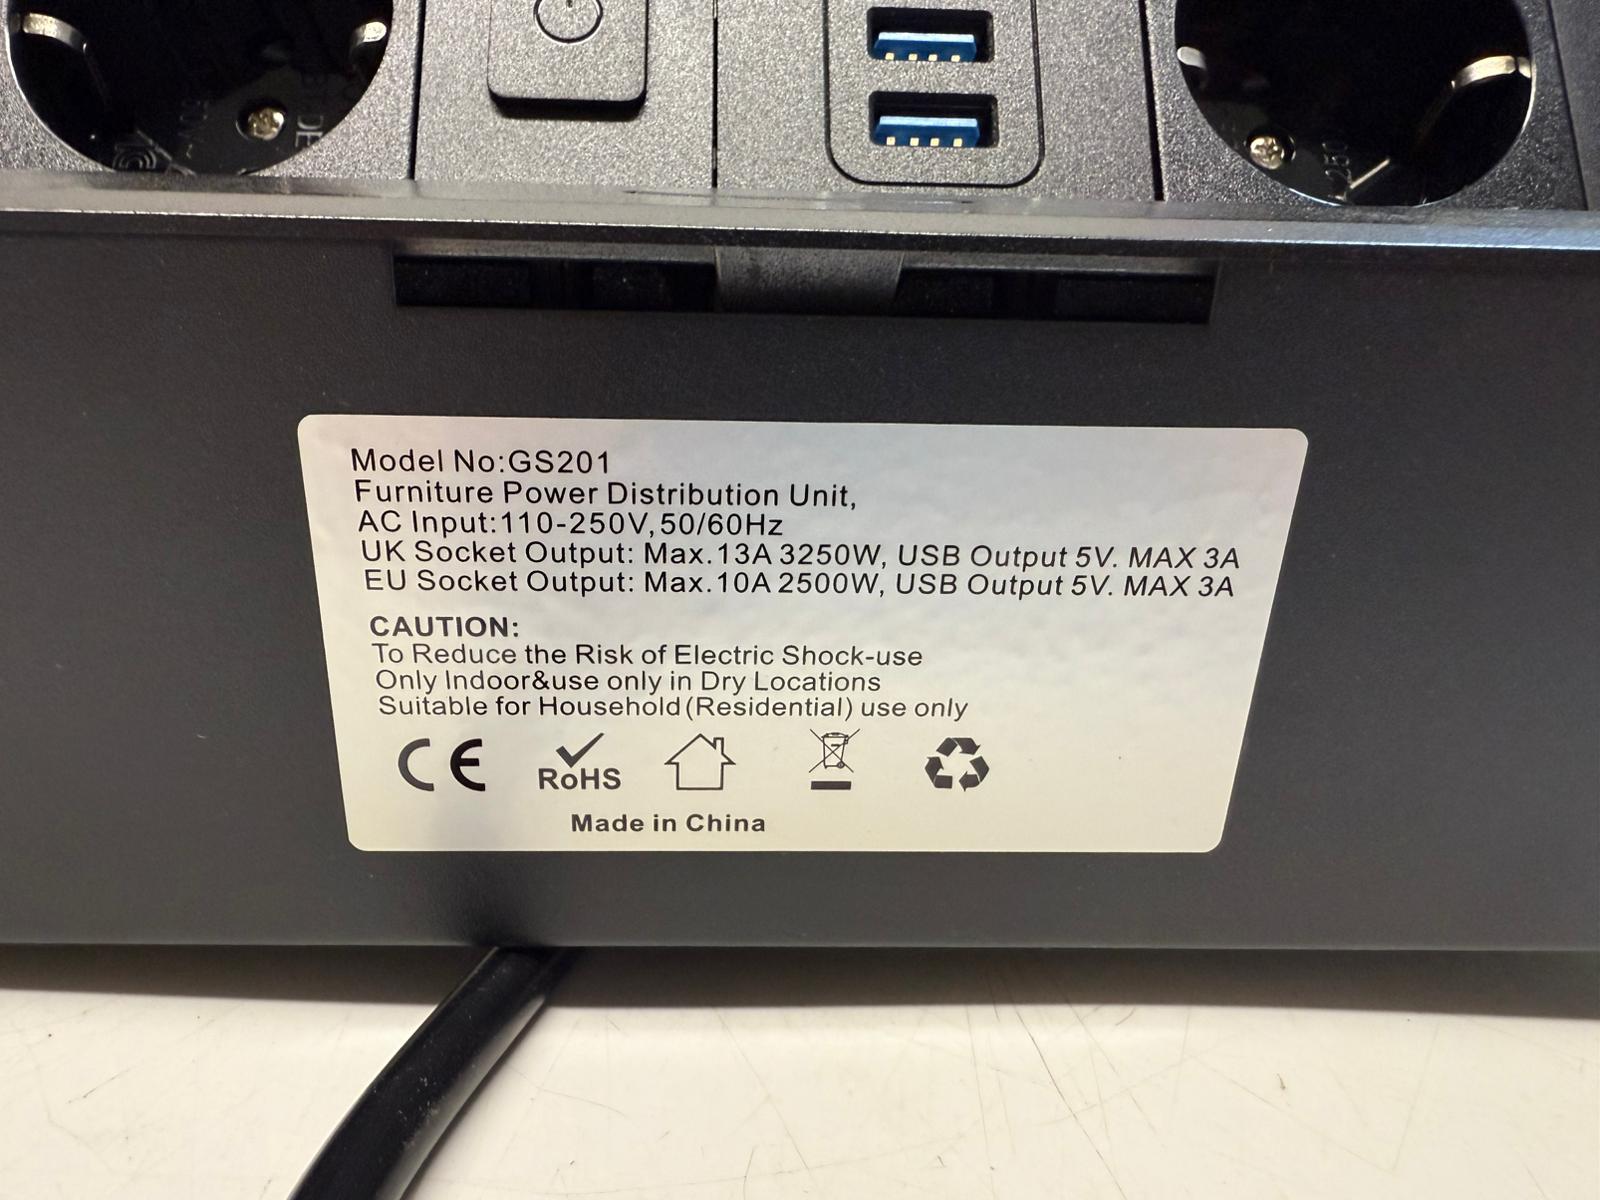 Model No:GS201
Furniture Power Distribution Unit,
AC Input:110-250V,50/60Hz
UK Socket Output: Max.13A 3250W, USB Output 5V. MAX 3A
EU Socket Output: Max.10A 2500W, USB Output 5V. MAX 3A
CAUTION:
To Reduce the Risk of Electric Shock-use
Only Indoor&use only in Dry Locations
Suitable for Household(Residential) use only
CE
RoHS
Made in China